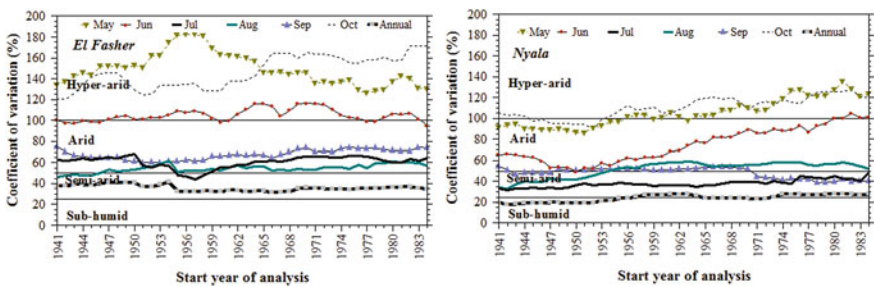 May Jun Jul Aug Sep Oct Annual
Coefficient of variation (%)
200
180
160
140
120
100
80
60
40
20
0
El Fasher
Hyper-arid
Arid
Semi-arid
Sub-humid
1941 1944 1947 1950 1953 1956 1959 1962 1965 1968 1971 1974 1977 1980 1983
Start year of analysis
May Jun Jul Aug Sep Oct Annual
Coefficient of variation (%)
200
180
160
140
120
100
80
60
40
20
0
Nyala
Hyper-arid
Arid
Semi-arid
Sub-humid
1941 1944 1947 1950 1953 1956 1959 1962 1965 1968 1971 1974 1977 1980 1983
Start year of analysis